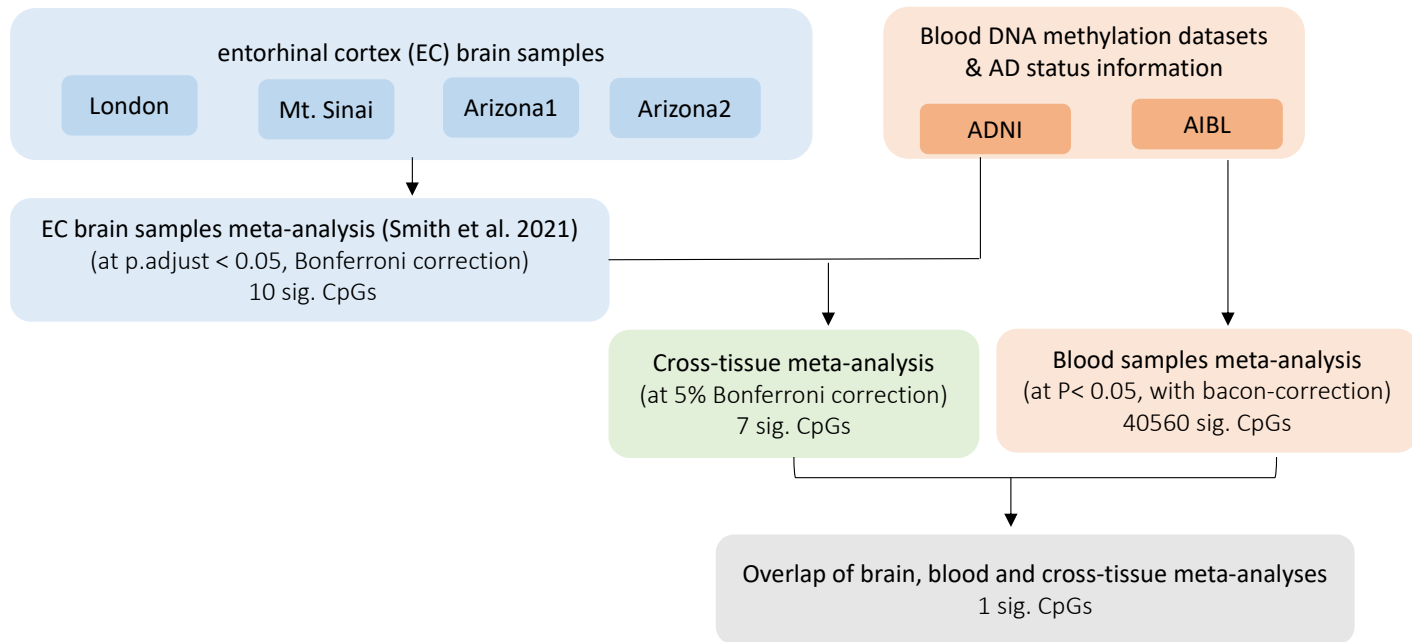 entorhinal cortex (EC) brain samples
London
Mt. Sinai
Arizona1
Arizona2
Blood DNA methylation datasets
& AD status information
ADNI
AIBL
EC brain samples meta-analysis (Smith et al. 2021)
(at p.adjust < 0.05, Bonferroni correction)
10 sig. CpGs
Cross-tissue meta-analysis
(at 5% Bonferroni correction)
7 sig. CpGs
Blood samples meta-analysis
(at P< 0.05, with bacon-correction)
40560 sig. CpGs
Overlap of brain, blood and cross-tissue meta-analyses
1 sig. CpGs